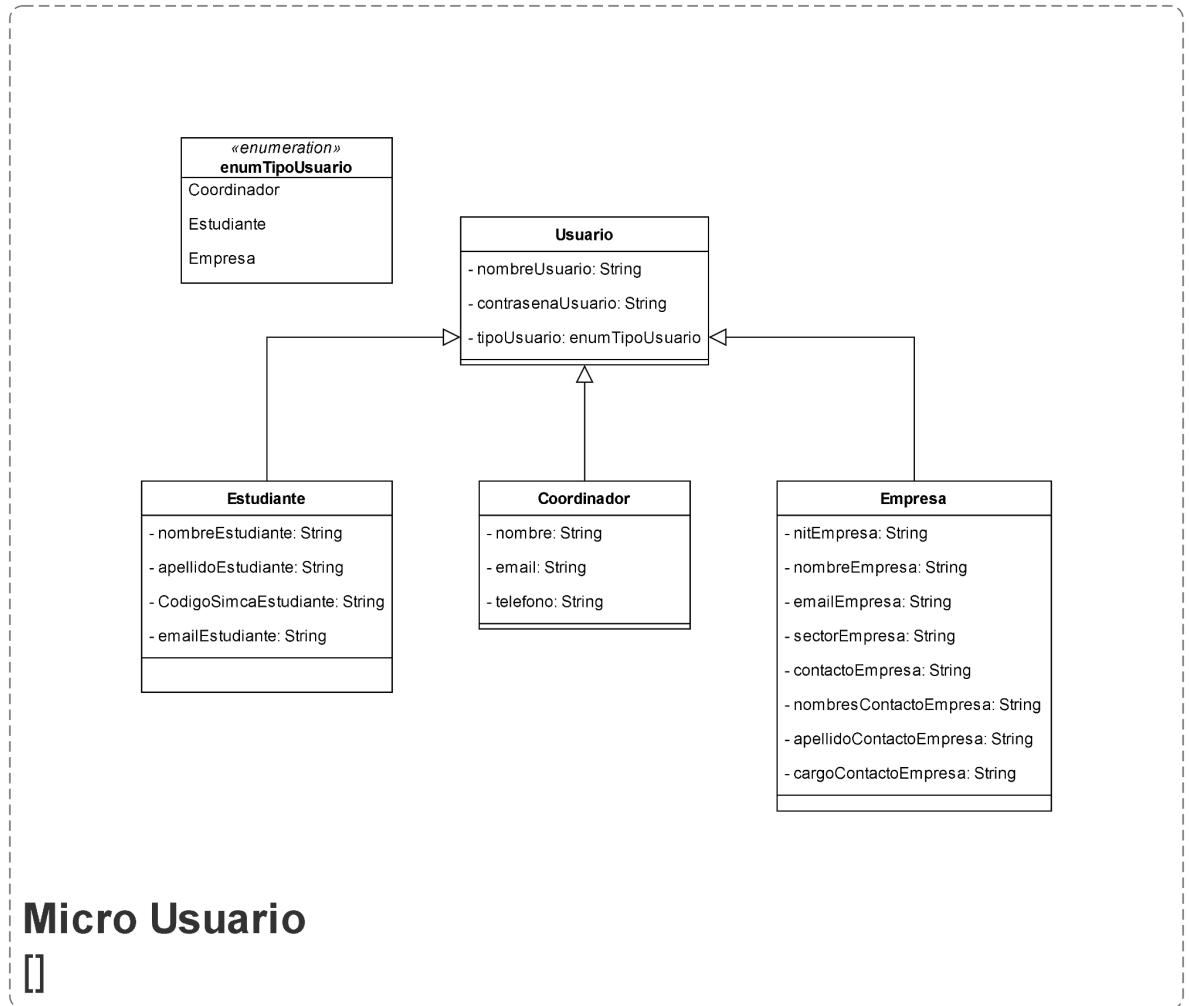 «enumeration»
enumTipoUsuario
Coordinador
Estudiante
Empresa
Usuario
- nombreUsuario: String
- contrasenaUsuario: String
- tipoUsuario: enumTipoUsuario
Estudiante
- nombreEstudiante: String
- apellidoEstudiante: String
- CodigoSimcaEstudiante: String
- emailEstudiante: String
Coordinador
- nombre: String
- email: String
- telefono: String
Empresa
- nitEmpresa: String
- nombreEmpresa: String
- emailEmpresa: String
- sectorEmpresa: String
- contactoEmpresa: String
- nombresContactoEmpresa: String
- apellidoContactoEmpresa: String
- cargoContactoEmpresa: String
Micro Usuario
[]